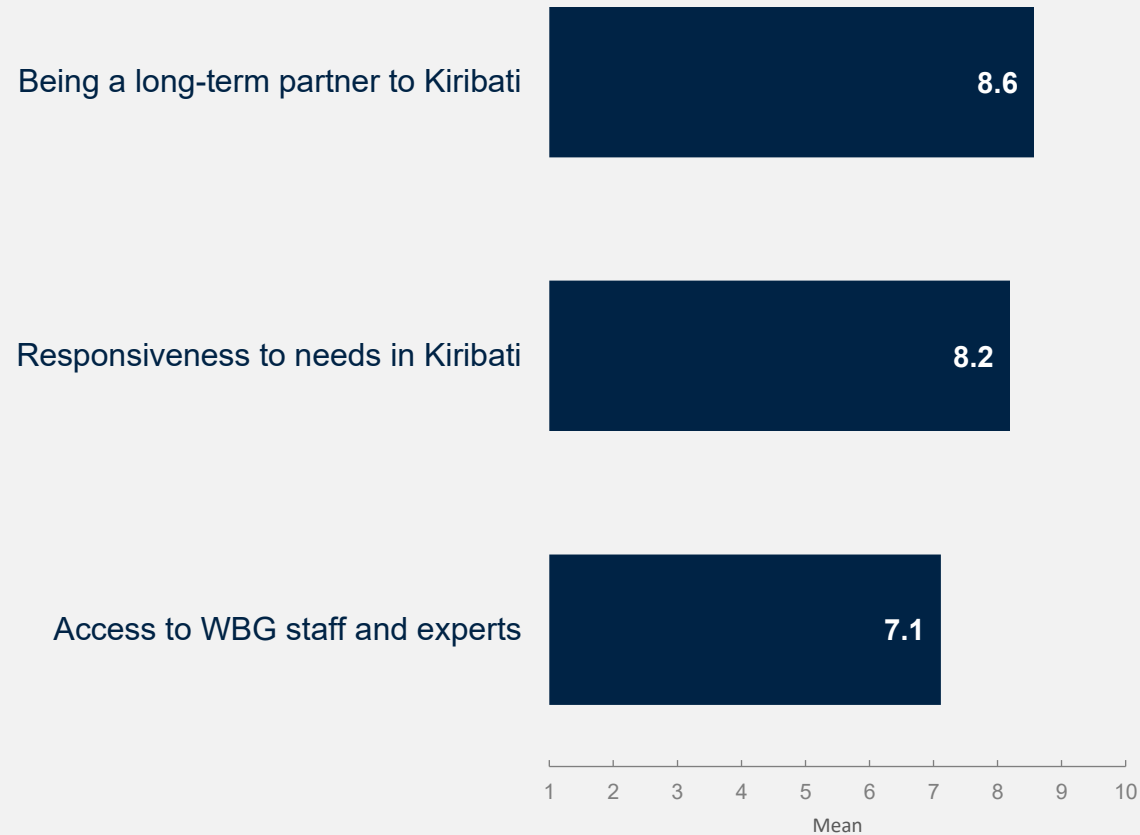 Being a long-term partner to Kiribati
8.6
Responsiveness to needs in Kiribati
8.2
Access to WBG staff and experts
7.1
1 2 3 4 5 6 7 8 9 10
Mean